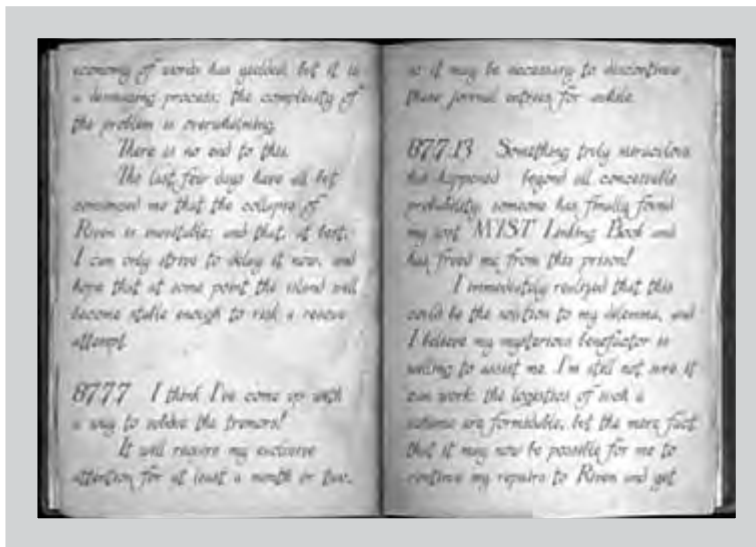 economy of words has yielded, but it is
a demanding process; the complexity of
the problem is overwhelming.
There is no end to this.
The last few days have all but
convinced me that the collapse of
Riven is inevitable; and that, at best,
I can only strive to delay it now, and
hope that at some point the island will
become stable enough to risk a rescue
attempt.
87.7.7 I think I've come up with
a way to subdue the tremors!
It will require my exclusive
attention for at least a month or two,
so it may be necessary to discontinue
these journal entries for awhile.
87.7.13 Something truly miraculous
has happened beyond all conceivable
probability, someone has finally found
my lost MYST Linking Book and
has freed me from this prison!
I immediately realized that this
could be the solution to my dilemma, and
I believe my mysterious benefactor is
willing to assist me. I'm still not sure it
can work: the logistics of such a
scheme are formidable, but the mere fact
that it may now be possible for me to
continue my repairs to Riven and get